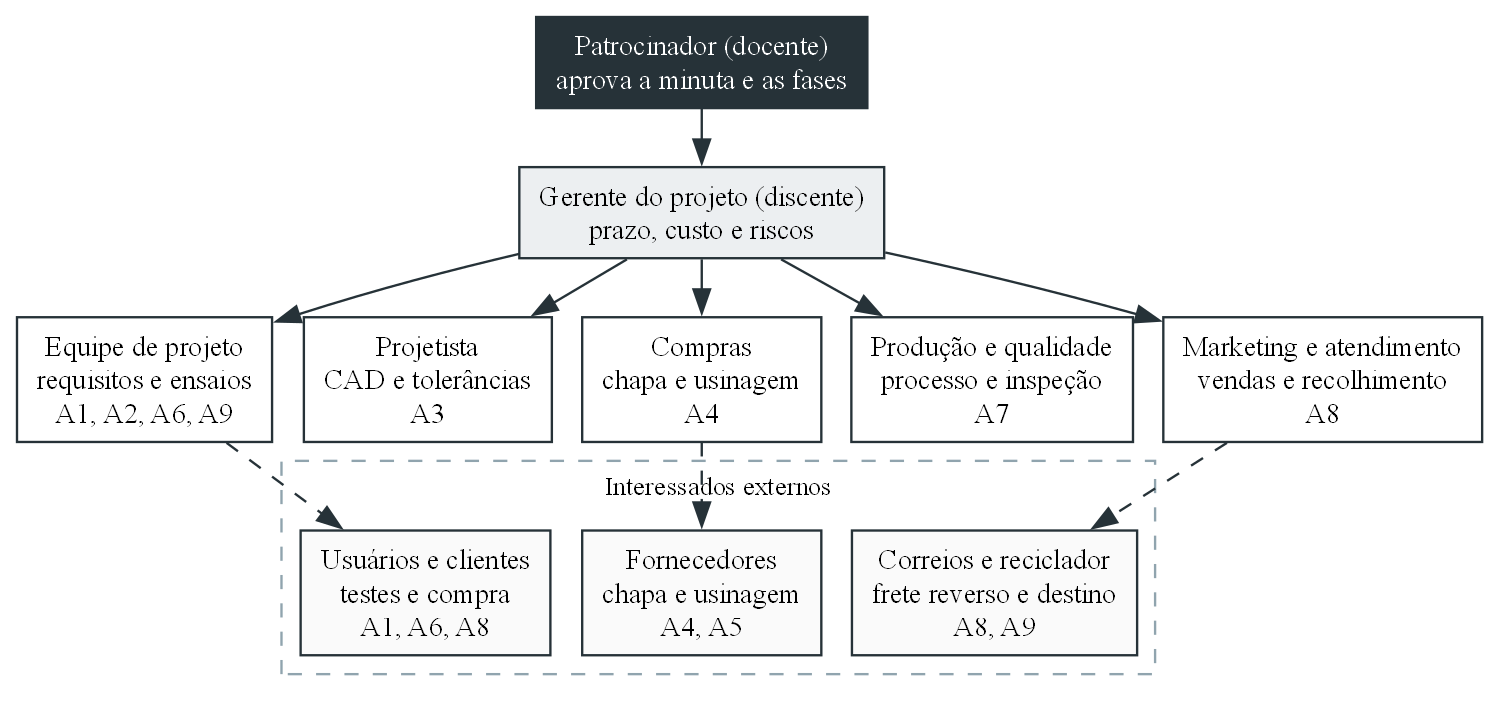 Patrocinador (docente)
aprova a minuta e as fases
Gerente do projeto (discente)
prazo, custo e riscos
Equipe de projeto
requisitos e ensaios
A1, A2, A6, A9
Projetista
CAD e tolerâncias
A3
Compras
chapa e usinagem
A4
Produção e qualidade
processo e inspeção
A7
Marketing e atendimento
vendas e recolhimento
A8
Interessados externos
Usuários e clientes
testes e compra
A1, A6, A8
Fornecedores
chapa e usinagem
A4, A5
Correios e reciclador
frete reverso e destino
A8, A9